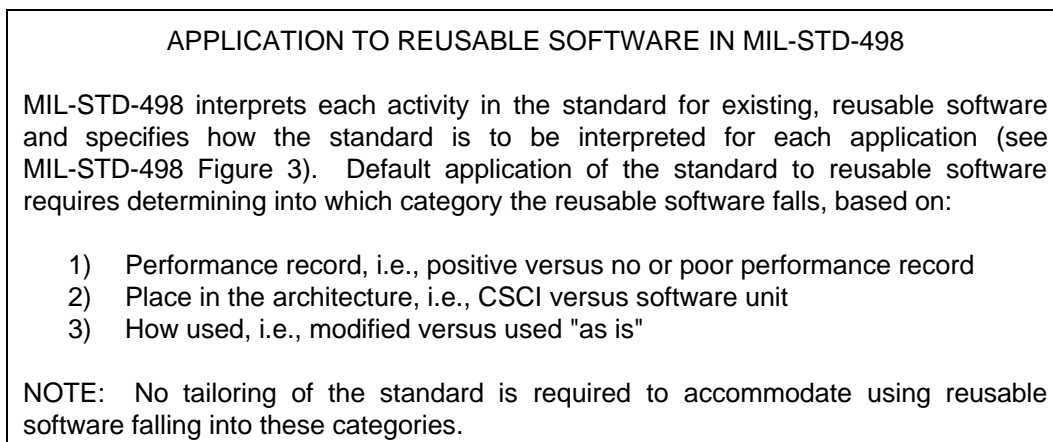 APPLICATION TO REUSABLE SOFTWARE IN MIL-STD-498
MIL-STD-498 interprets each activity in the standard for existing, reusable software
and specifies how the standard is to be interpreted for each application (see
MIL-STD-498 Figure 3). Default application of the standard to reusable software
requires determining into which category the reusable software falls, based on:
1) Performance record, i.e., positive versus no or poor performance record
2) Place in the architecture, i.e., CSCI versus software unit
3) How used, i.e., modified versus used "as is"
NOTE: No tailoring of the standard is required to accommodate using reusable
software falling into these categories.